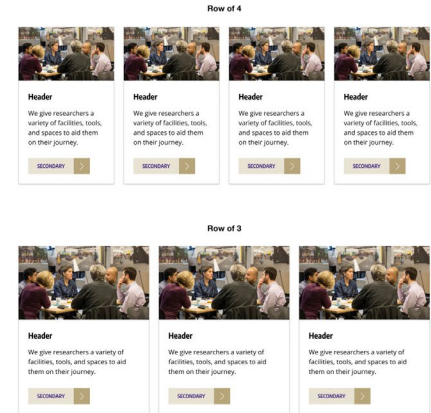 Row of 4
Header
We give researchers a
variety of facilities, tools,
and spaces to aid them
on their journey.
SECONDARY
Header
We give researchers a
variety of facilities, tools,
and spaces to aid them
on their journey.
SECONDARY
Header
We give researchers a
variety of facilities, tools,
and spaces to aid them
on their journey.
SECONDARY
Header
We give researchers a
variety of facilities, tools,
and spaces to aid them
on their journey.
SECONDARY
Row of 3
Header
We give researchers a variety of
facilities, tools, and spaces to aid
them on their journey.
SECONDARY
Header
We give researchers a variety of
facilities, tools, and spaces to aid
them on their journey.
SECONDARY
Header
We give researchers a variety of
facilities, tools, and spaces to aid
them on their journey.
SECONDARY